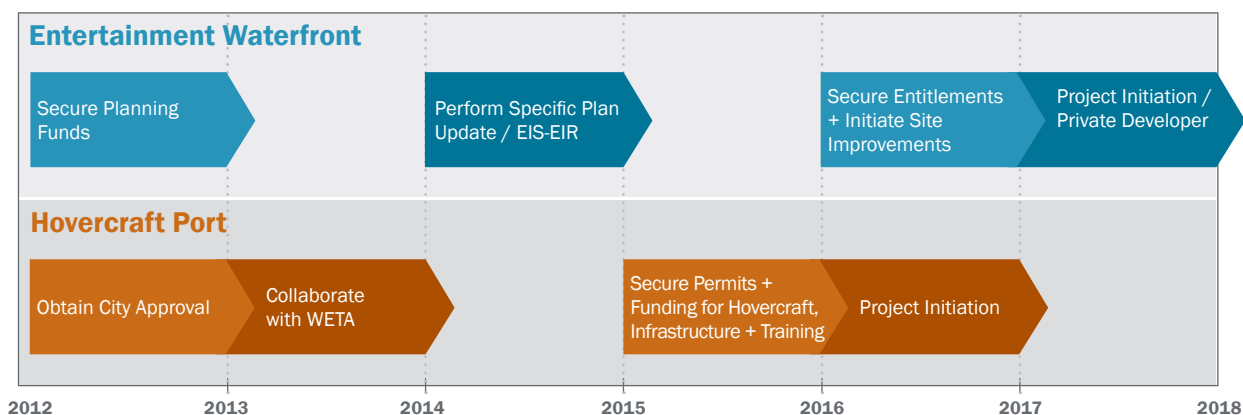 Entertainment Waterfront
Secure Planning
Funds
Perform Specific Plan
Update / EIS-EIR
Secure Entitlements
+ Initiate Site
Improvements
Project Initiation /
Private Developer
Hovercraft Port
Obtain City Approval
Collaborate
with WETA
Secure Permits +
Funding for Hovercraft,
Infrastructure + Training
Project Initiation
2012 2013 2014 2015 2016 2017 2018